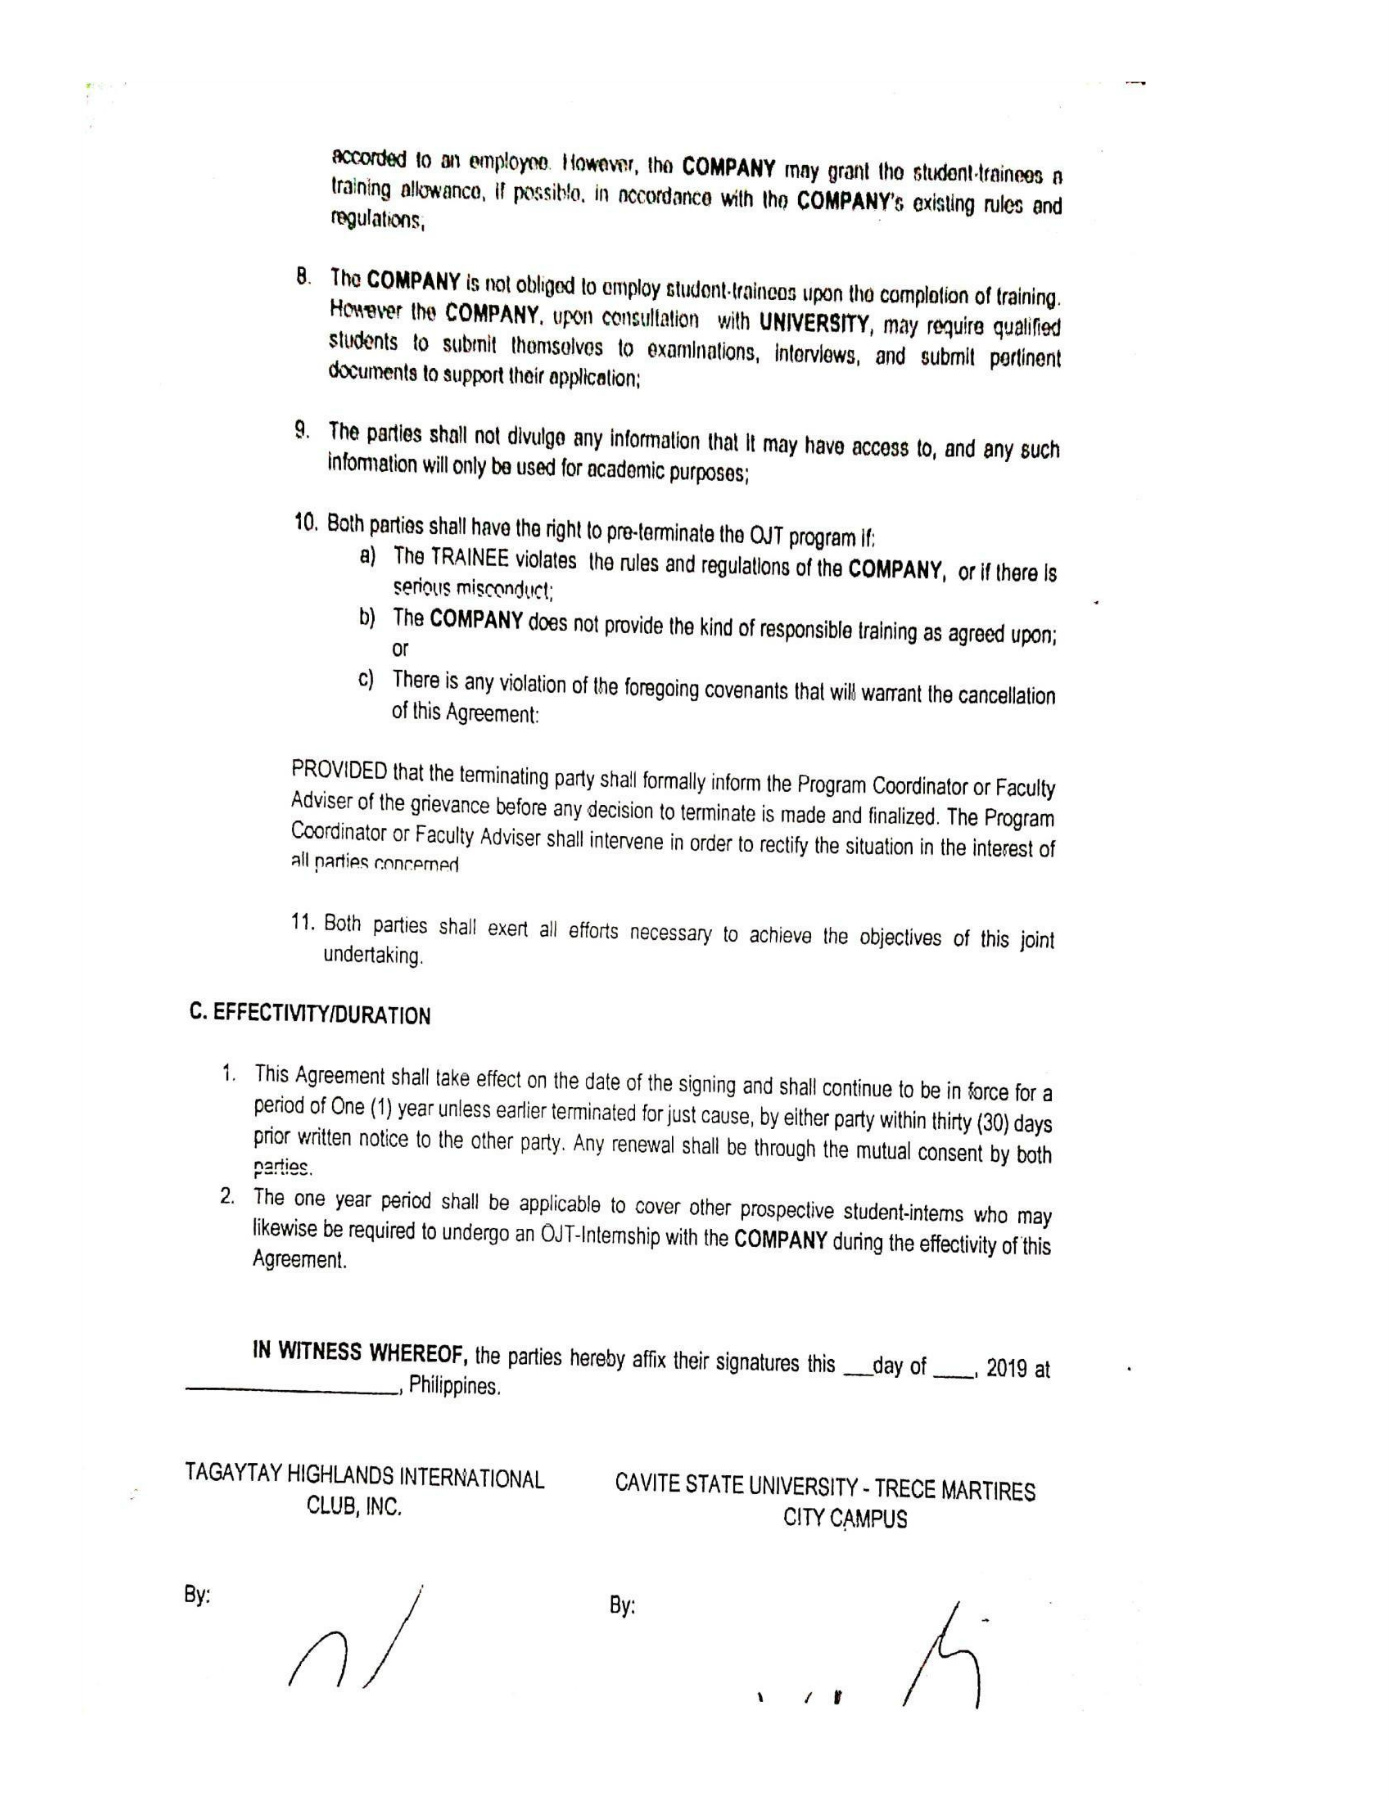 accorded to an employee. However, the COMPANY may grant the student-trainees a
training allowance, if possible, in accordance with the COMPANY's existing rules and
regulations;
8. The COMPANY is not obliged to employ student-trainees upon the completion of training.
However the COMPANY, upon consultation with UNIVERSITY, may require qualified
students to submit themselves to examinations, interviews, and submit pertinent
documents to support their application;
9. The parties shall not divulge any information that it may have access to, and any such
information will only be used for academic purposes;
10. Both parties shall have the right to pre-terminate the OJT program if:
a) The TRAINEE violates the rules and regulations of the COMPANY, or if there is
serious misconduct;
b) The COMPANY does not provide the kind of responsible training as agreed upon;
or
c) There is any violation of the foregoing covenants that will warrant the cancellation
of this Agreement:
PROVIDED that the terminating party shall formally inform the Program Coordinator or Faculty
Adviser of the grievance before any decision to terminate is made and finalized. The Program
Coordinator or Faculty Adviser shall intervene in order to rectify the situation in the interest of
all parties concerned
11. Both parties shall exert all efforts necessary to achieve the objectives of this joint
undertaking.
C. EFFECTIVITY/DURATION
1. This Agreement shall take effect on the date of the signing and shall continue to be in force for a
period of One (1) year unless earlier terminated for just cause, by either party within thirty (30) days
prior written notice to the other party. Any renewal shall be through the mutual consent by both
parties.
2. The one year period shall be applicable to cover other prospective student-interns who may
likewise be required to undergo an OJT-Internship with the COMPANY during the effectivity of this
Agreement.
IN WITNESS WHEREOF, the parties hereby affix their signatures this ___day of ____, 2019 at
____________________, Philippines.
TAGAYTAY HIGHLANDS INTERNATIONAL
CLUB, INC.
CAVITE STATE UNIVERSITY - TRECE MARTIRES
CITY CAMPUS
By:
By: